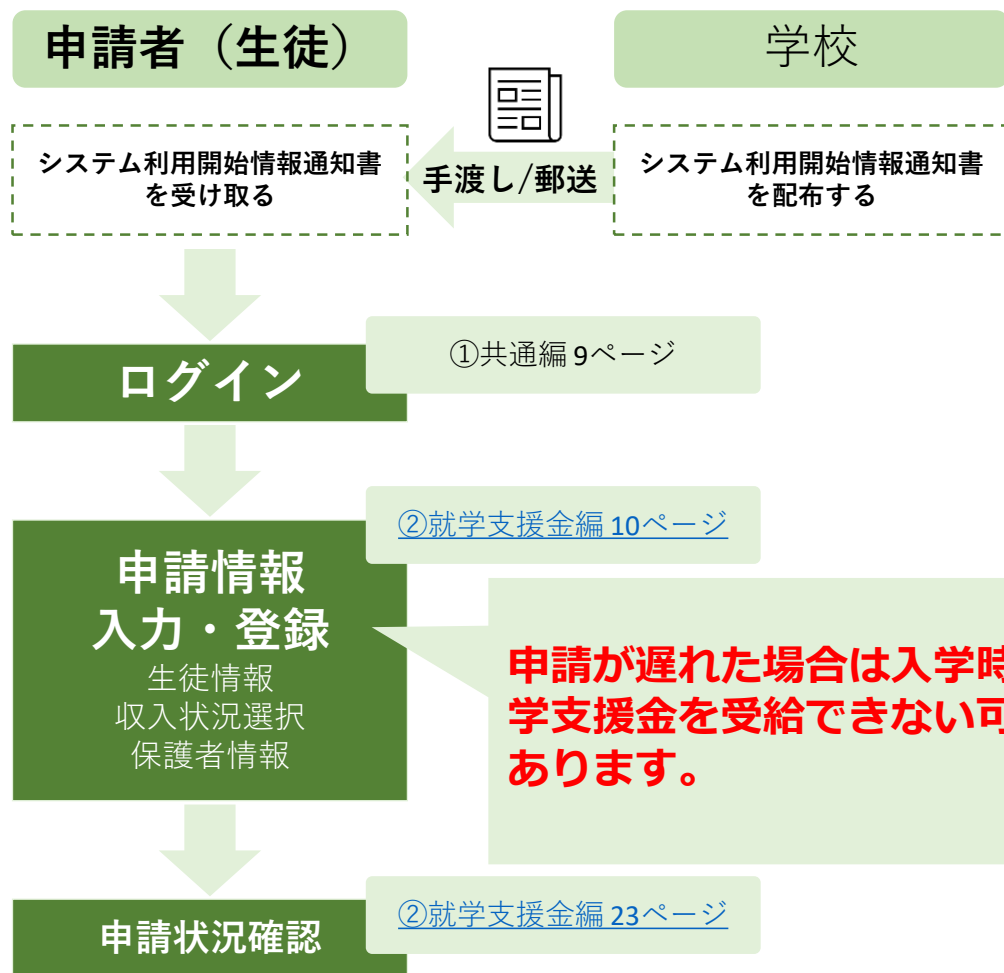 申請者（生徒）
学校
システム利用開始情報通知書
を受け取る
手渡し/郵送
システム利用開始情報通知書
を配布する
ログイン
①共通編 9ページ
申請情報
入力・登録
生徒情報
収入状況選択
保護者情報
②就学支援金編 10ページ
申請が遅れた場合は入学時
学支援金を受給できない可
あります。
申請状況確認
②就学支援金編 23ページ